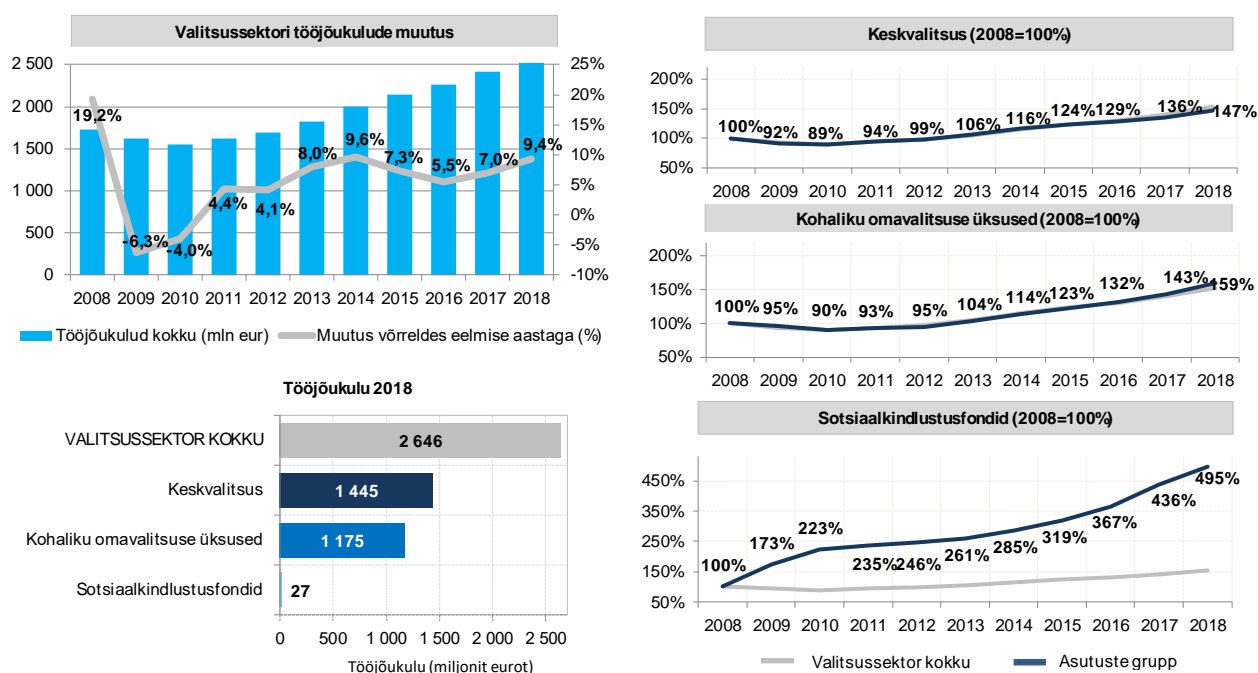 Valitsussektori tööjõukulude muutus
2 500
2 000
1 500
1 000
500
0
25%
20%
15%
10%
5%
0%
-5%
-10%
19,2%
-6,3%
-4,0%
4,4%
4,1%
8,0%
9,6%
7,3%
5,5%
7,0%
9,4%
2008 2009 2010 2011 2012 2013 2014 2015 2016 2017 2018
Tööjõukulud kokku (mln eur)
Muutus võrreldes eelmise aastaga (%)
Tööjõukulu 2018
VALITSUSSEKTOR KOKKU
2 646
Keskvalitsus
1 445
Kohaliku omavalitsuse üksused
1 175
Sotsiaalkindlustusfondid
27
0 500 1 000 1 500 2 000 2 500
Tööjõukulu (miljonit eurot)
Keskvalitsus (2008=100%)
200%
150%
100%
50%
100% 92% 89% 94% 99% 106% 116% 124% 129% 136% 147%
2008 2009 2010 2011 2012 2013 2014 2015 2016 2017 2018
Kohaliku omavalitsuse üksused (2008=100%)
200%
150%
100%
50%
100% 95% 90% 93% 95% 104% 114% 123% 132% 143% 159%
2008 2009 2010 2011 2012 2013 2014 2015 2016 2017 2018
Sotsiaalkindlustusfondid (2008=100%)
450%
350%
250%
150%
50%
100% 173% 223% 235% 246% 261% 285% 319% 367% 436% 495%
2008 2009 2010 2011 2012 2013 2014 2015 2016 2017 2018
Valitsussektor kokku
Asutuste grupp